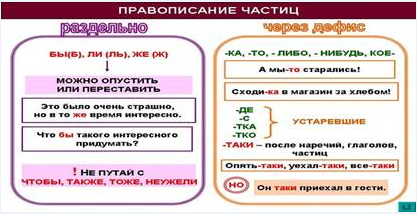 ПРАВОПИСАНИЕ ЧАСТИЦ
раздельно
БЫ(Б), ЛИ (ЛЬ), ЖЕ (Ж)
МОЖНО ОПУСТИТЬ
ИЛИ ПЕРЕСТАВИТЬ
Это было очень страшно,
но в то же время интересно.
Что бы такого интересного
придумать?
! НЕ ПУТАЙ С
ЧТОБЫ, ТАКЖЕ, ТОЖЕ, НЕУЖЕЛИ
через дефис
-КА, -ТО, - ЛИБО, - НИБУДЬ, КОЕ-
А мы-то старались!
Сходи-ка в магазин за хлебом!
-ДЕ
-С
-ТКА
-ТКО
УСТАРЕВШИЕ
-ТАКИ – после наречий, глаголов,
частиц
Опять-таки, уехал-таки, все-таки
НО
Он таки приехал в гости.